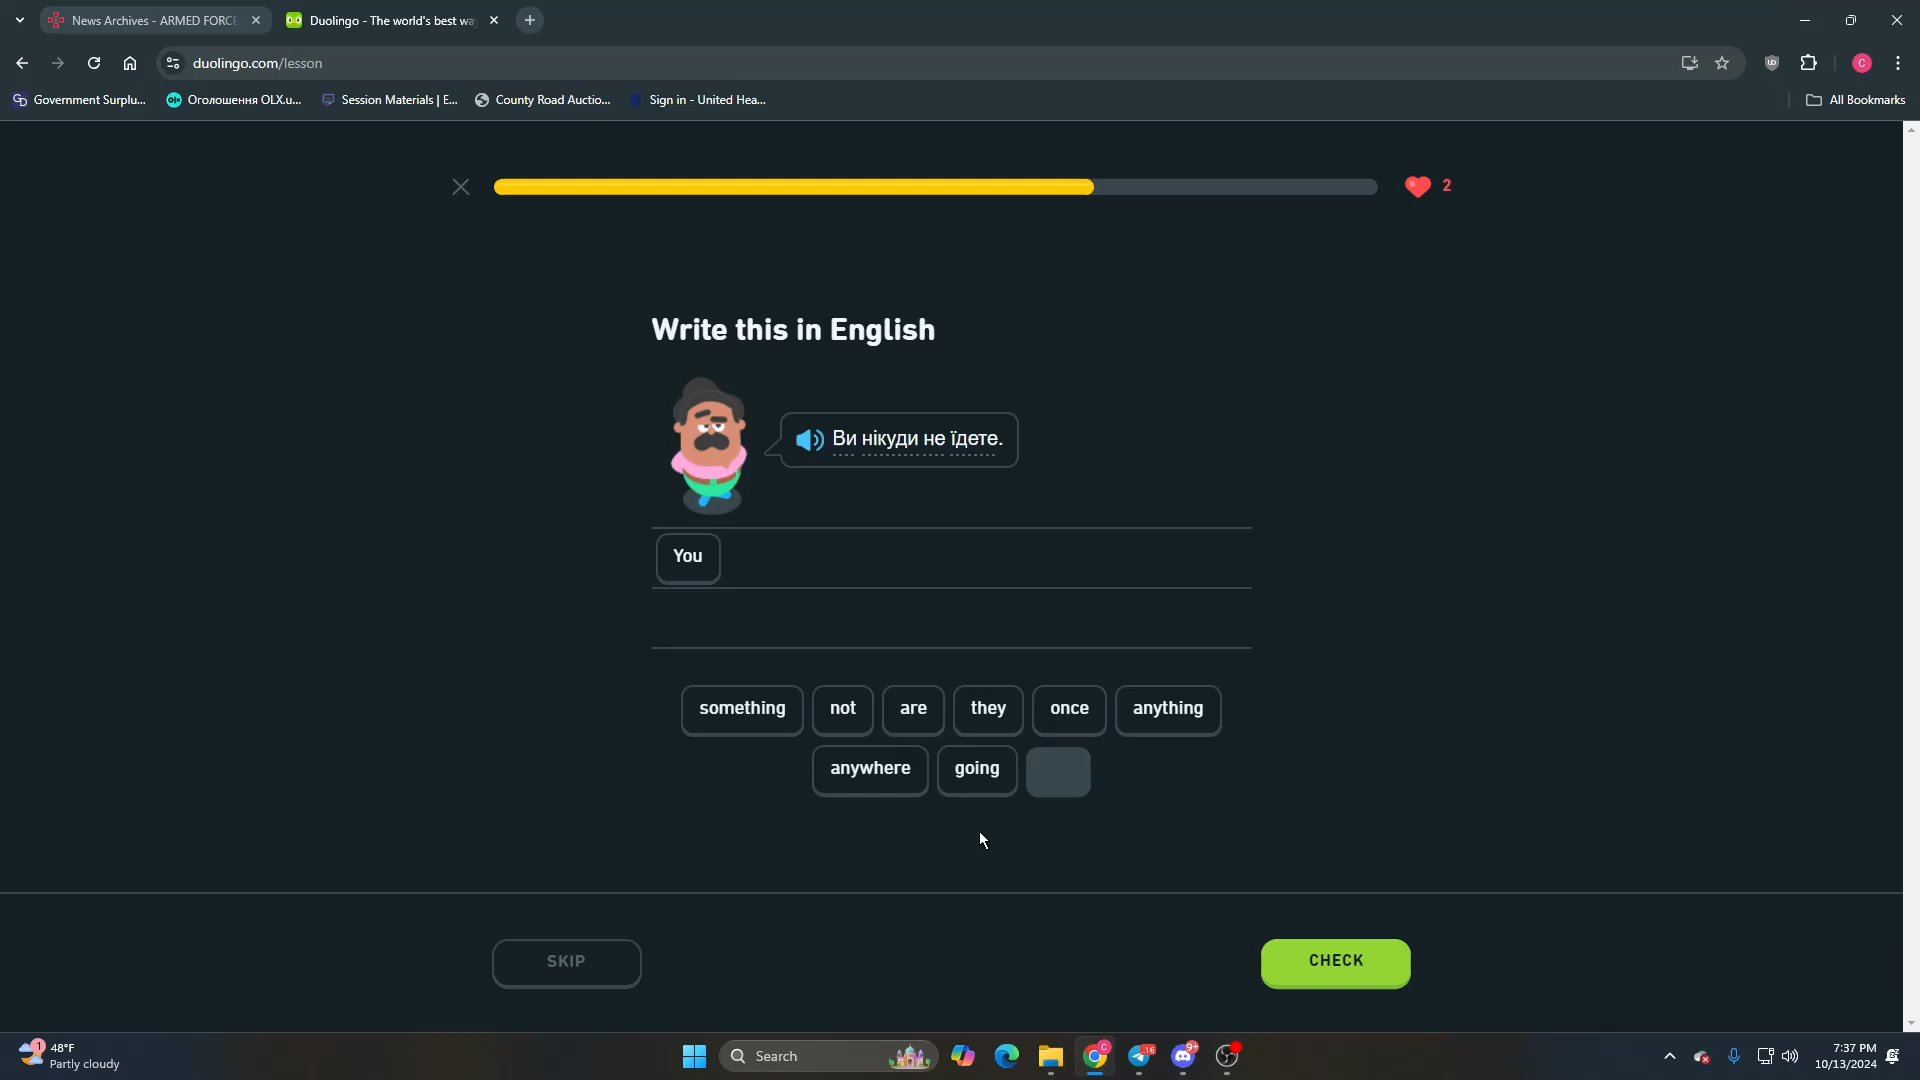 News Archives - ARMED FORCE
Duolingo - The world's best wa
duolingo.com/lesson
C
Government Surplu...
Оголошення OLX.u...
Session Materials | E...
County Road Auctio...
Sign in - United Hea...
All Bookmarks
2
Write this in English
Ви нікуди не їдете.
You
something
not
are
they
once
anything
anywhere
going
SKIP
CHECK
1
48°F
Partly cloudy
Search
C
16
9+
7:37 PM
10/13/2024